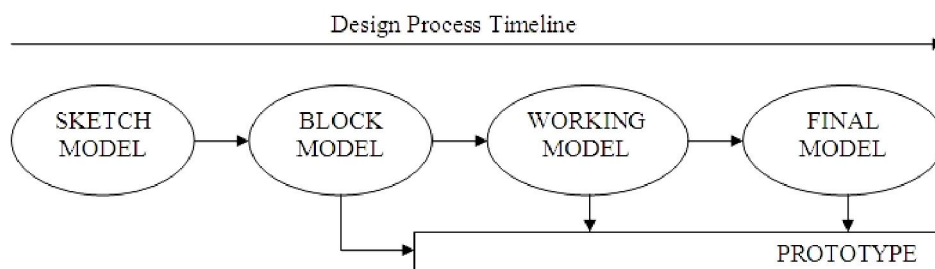 Design Process Timeline
SKETCH
MODEL
BLOCK
MODEL
WORKING
MODEL
FINAL
MODEL
PROTOTYPE